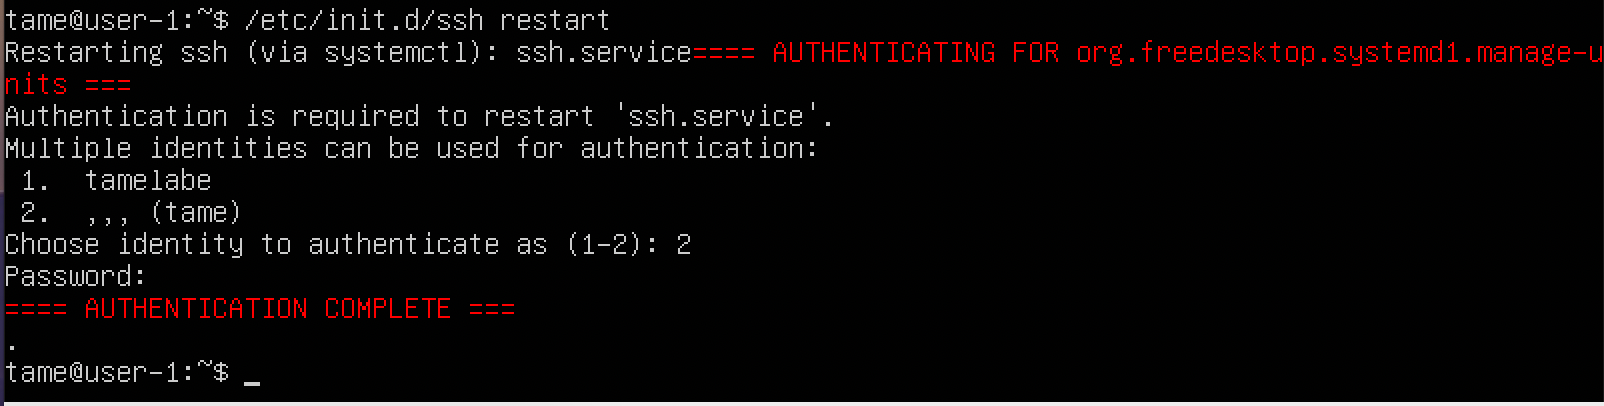 tame@user-1:~$ /etc/init.d/ssh restart
Restarting ssh (via systemctl): ssh.service==== AUTHENTICATING FOR org.freedesktop.systemd1.manage-u
nits ===
Authentication is required to restart 'ssh.service'.
Multiple identities can be used for authentication:
 1.  tamelabe
 2.  ,,, (tame)
Choose identity to authenticate as (1-2): 2
Password:
==== AUTHENTICATION COMPLETE ===
.
tame@user-1:~$ _